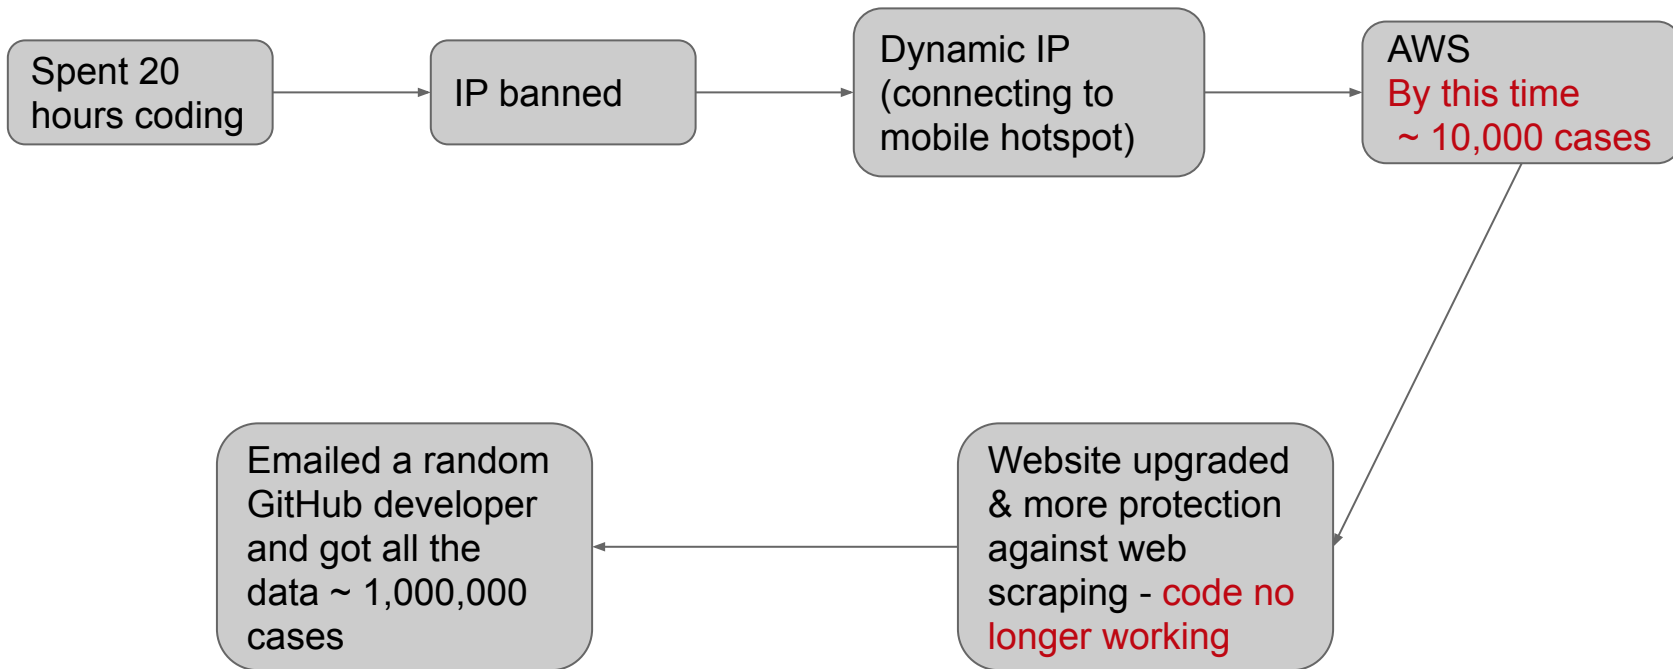 Spent 20
hours coding
IP banned
Dynamic IP
(connecting to
mobile hotspot)
AWS
By this time
~ 10,000 cases
Website upgraded
& more protection
against web
scraping - code no
longer working
Emailed a random
GitHub developer
and got all the
data ~ 1,000,000
cases